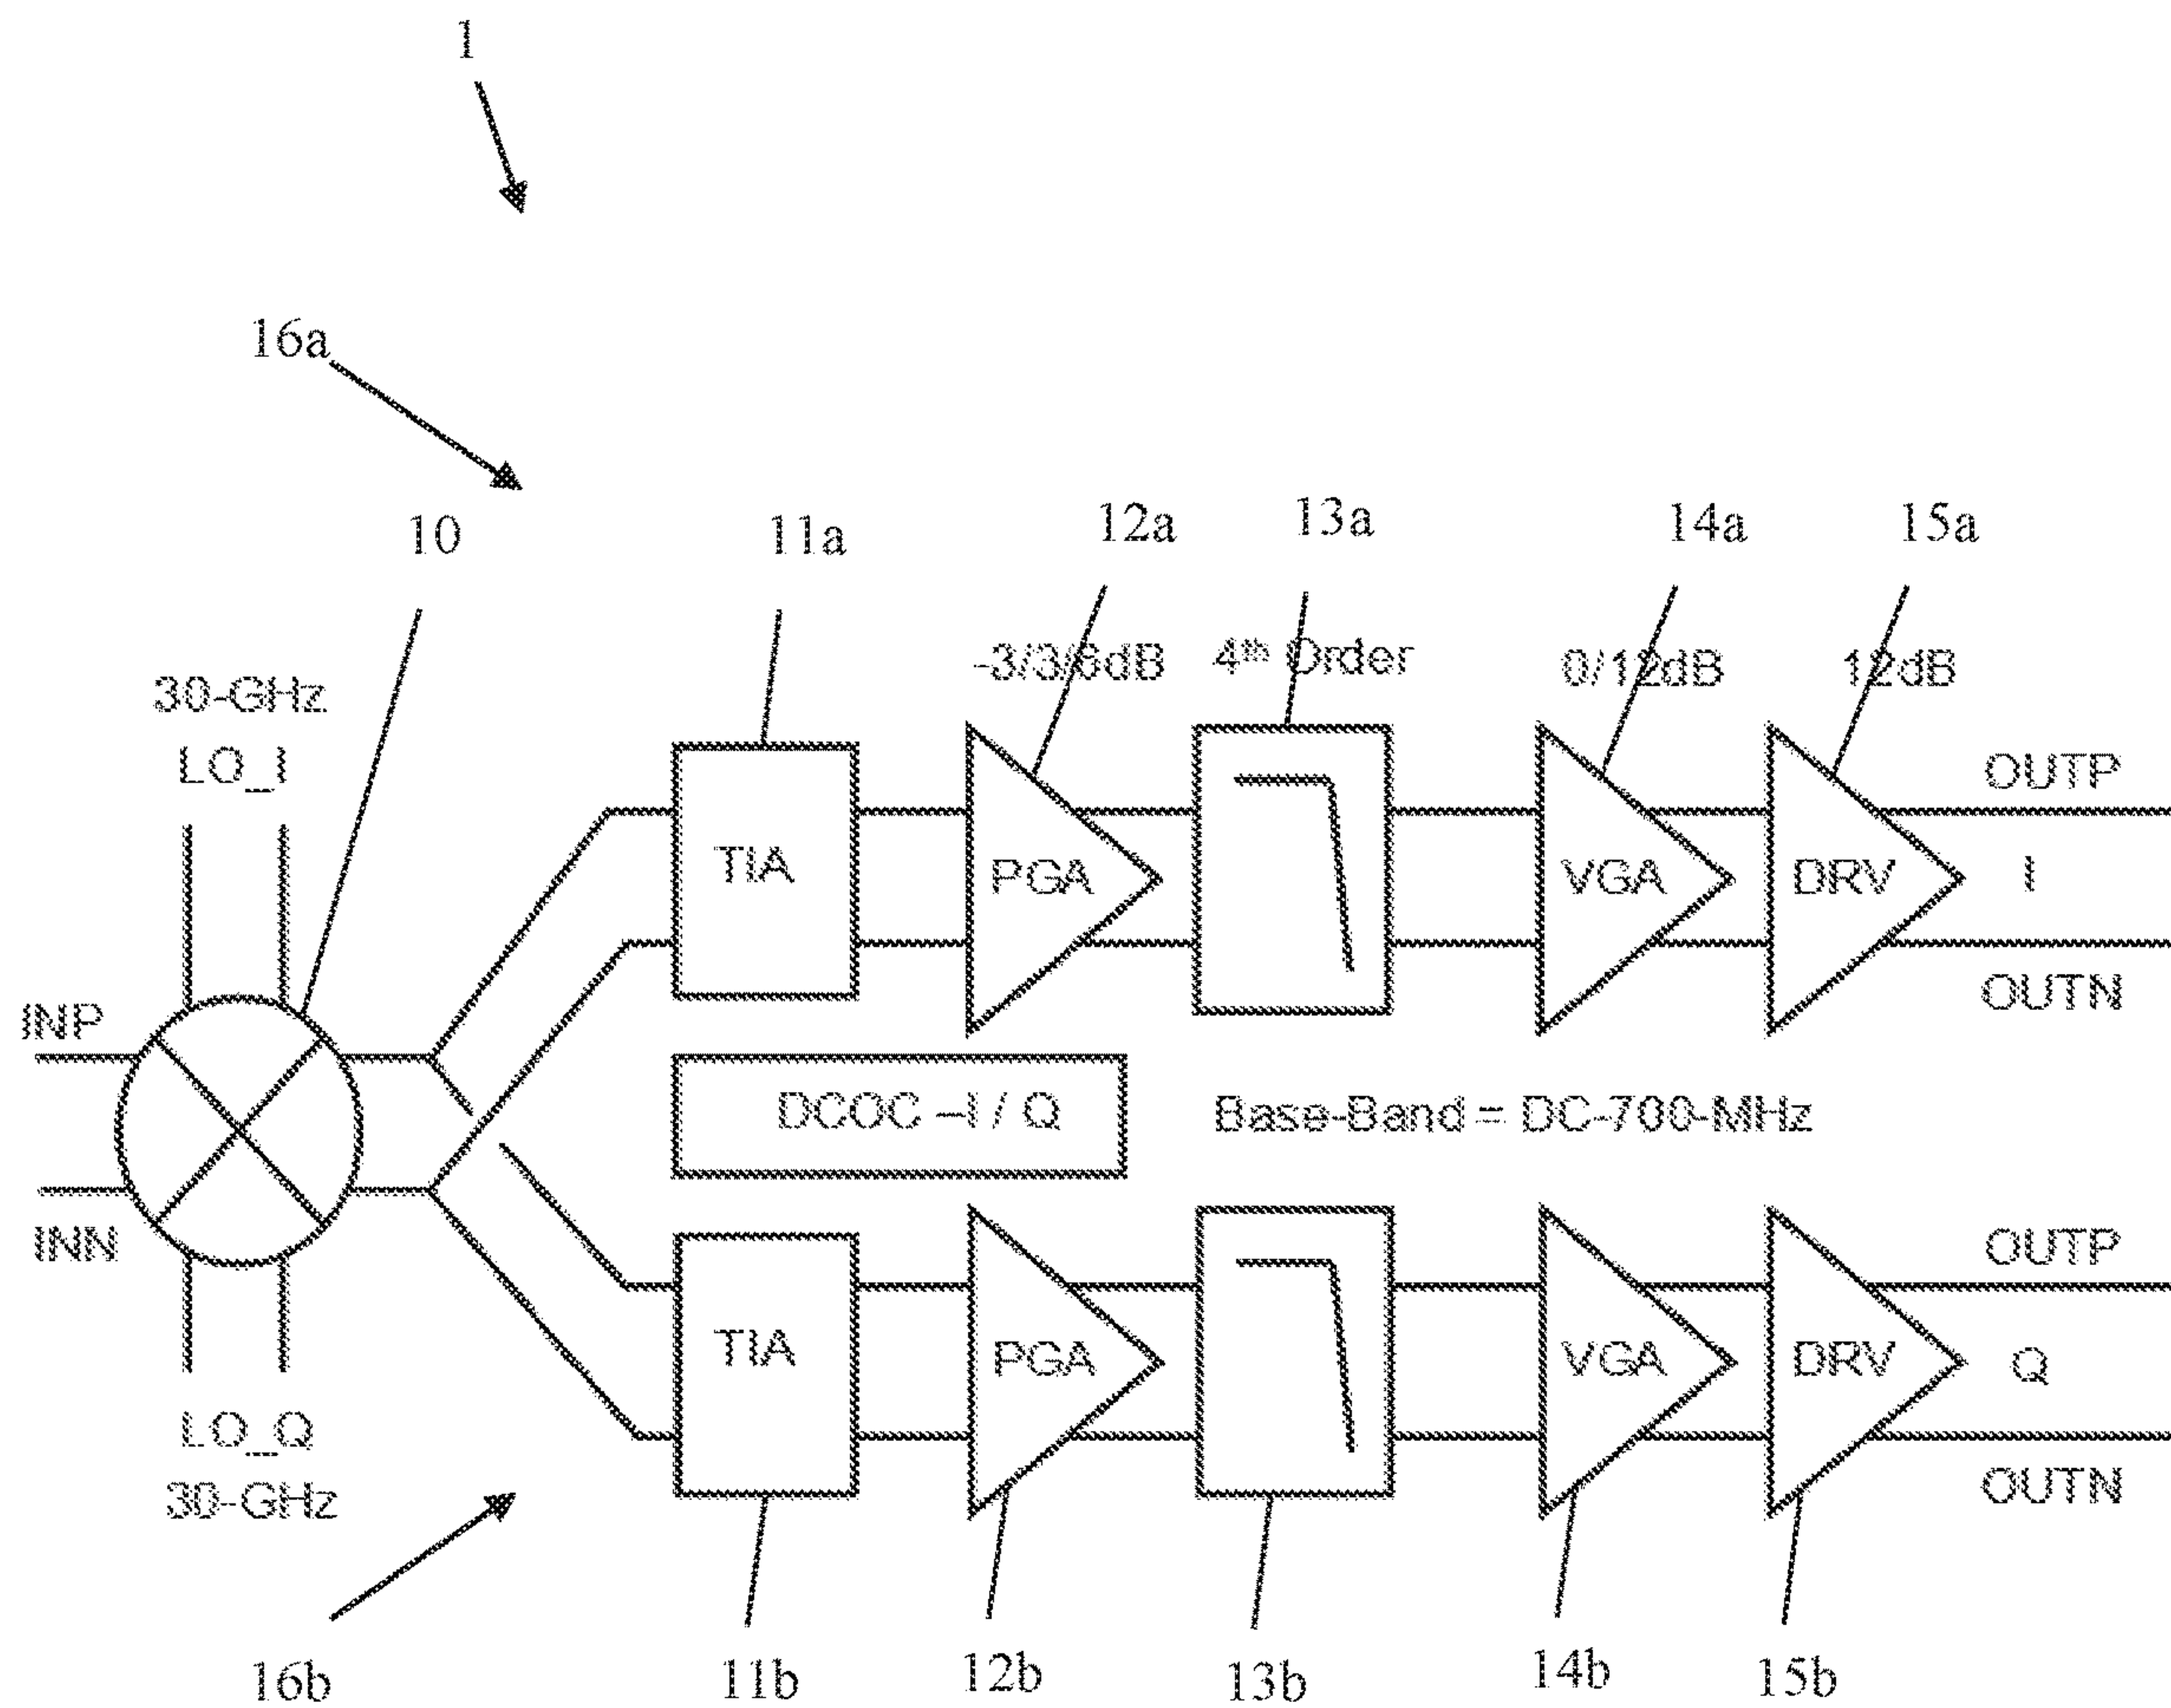 1
16a
10
11a
12a
13a
14a
15a
-3/3/6dB
4th Order
0/12dB
12dB
30-GHz
LO_I
OUTP
TIA
PGA
VGA
DRV
I
OUTN
INP
DCOC –I / Q
Base-Band = DC-700-MHz
INN
OUTP
TIA
PGA
VGA
DRV
Q
LO_Q
30-GHz
OUTN
16b
11b
12b
13b
14b
15b